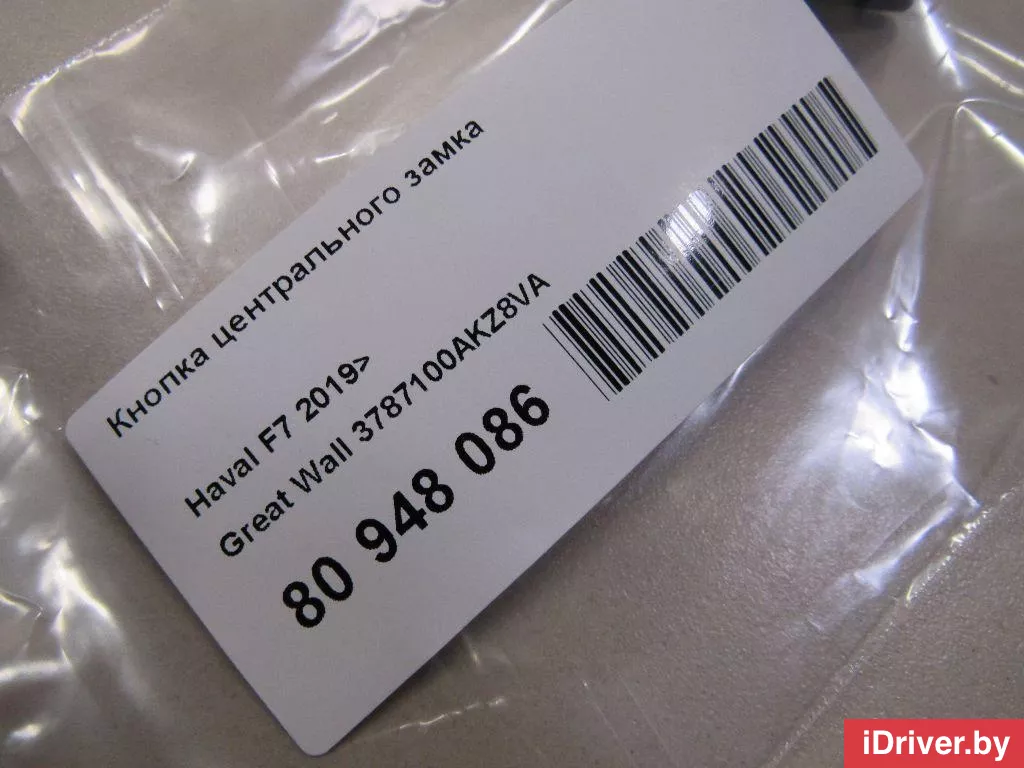 Кнопка центрального замка
Haval F7 2019>
Great Wall 3787100AKZ8VA
80 948 086
iDriver.by